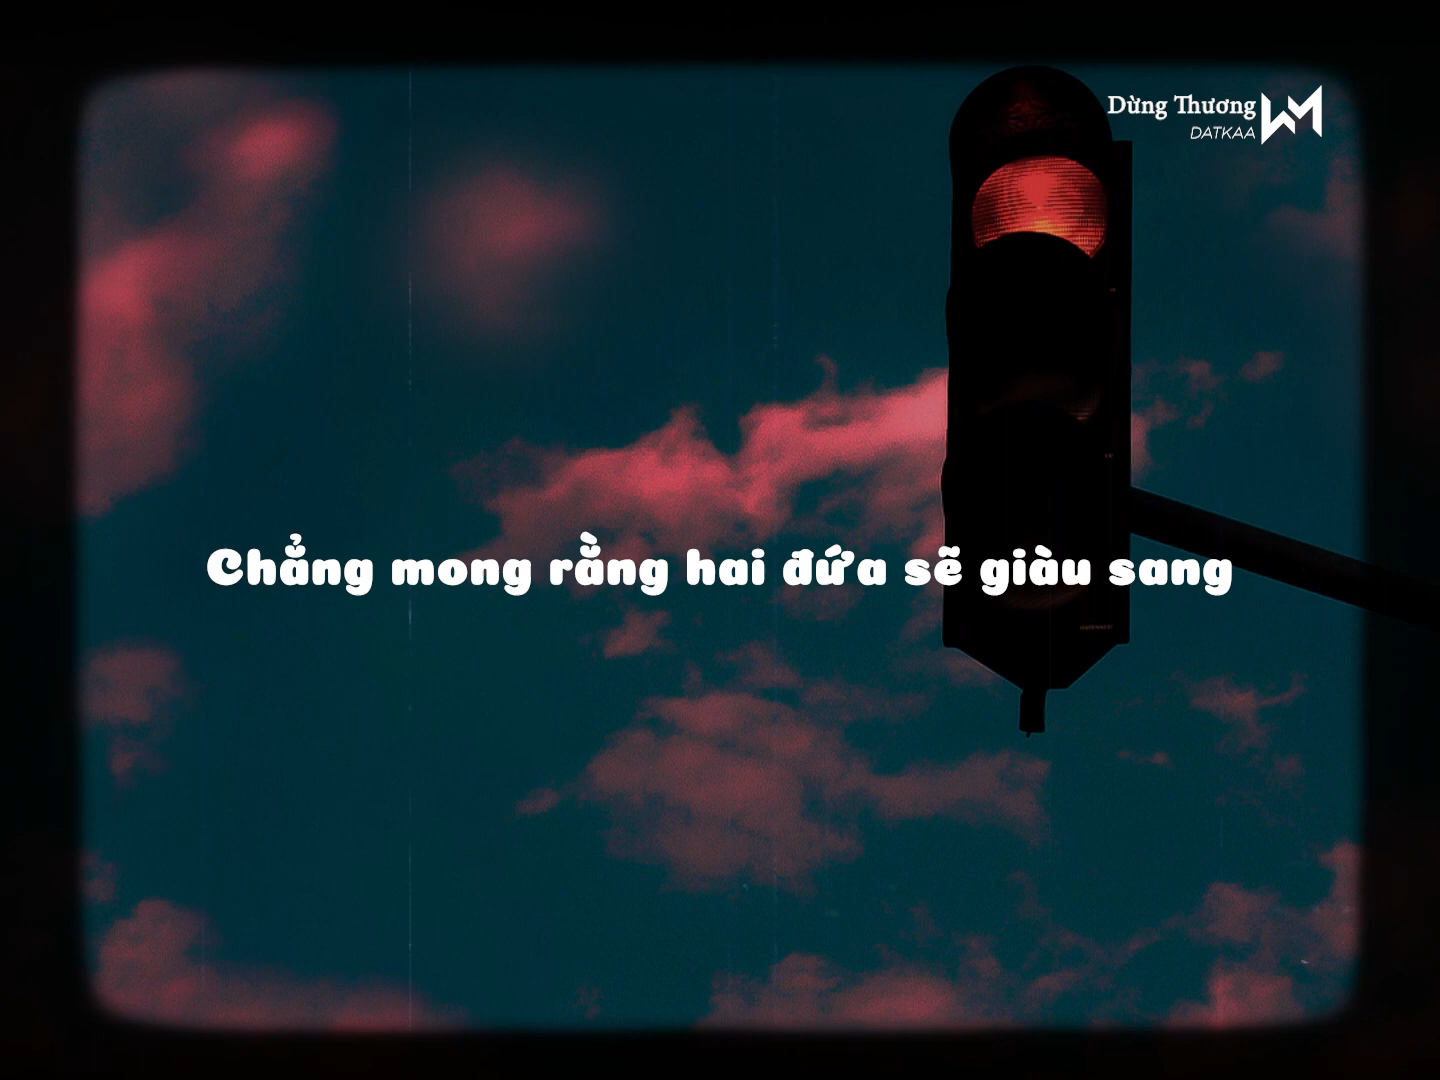 Dừng Thương
DATKAA
Chẳng mong rằng hai đứa sẽ giàu sang